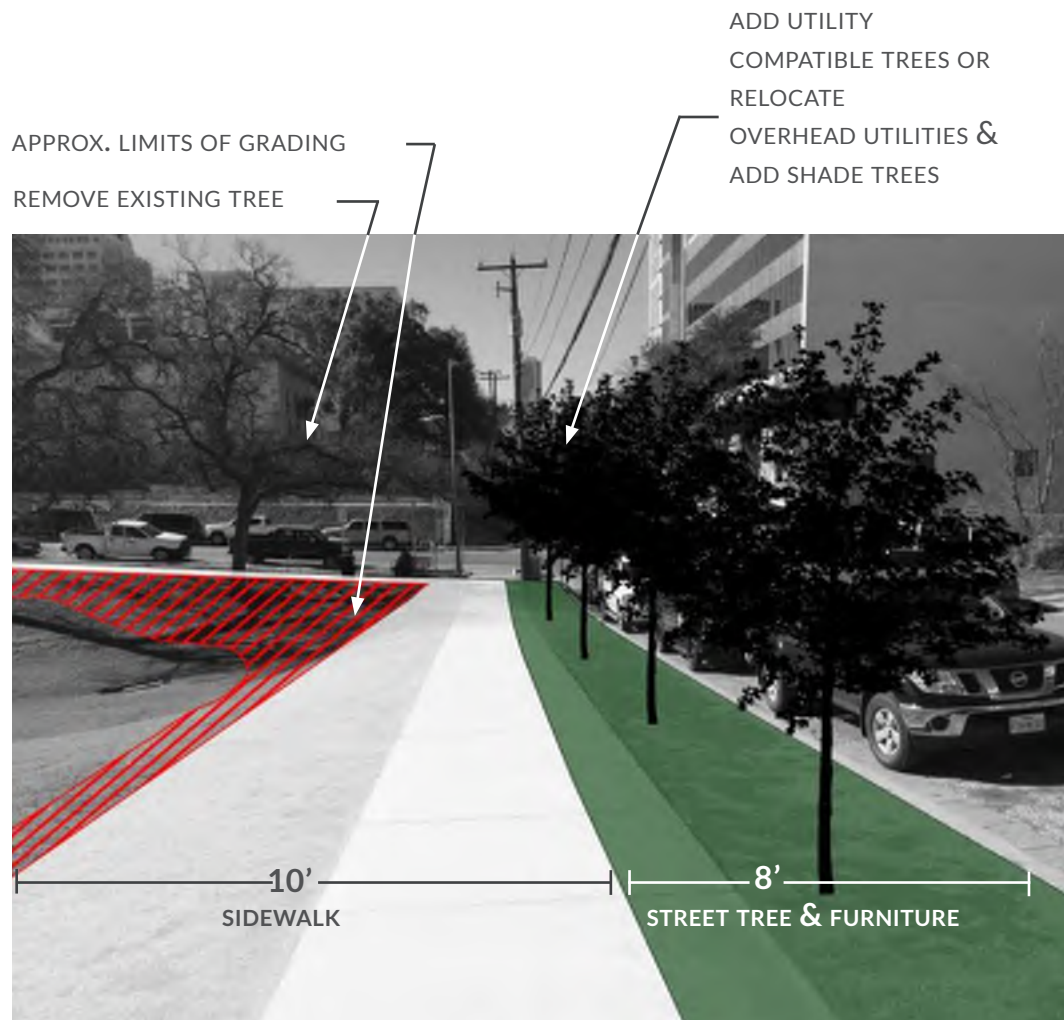 ADD UTILITY
COMPATIBLE TREES OR
RELOCATE
OVERHEAD UTILITIES &
ADD SHADE TREES
APPROX. LIMITS OF GRADING
REMOVE EXISTING TREE
10’
SIDEWALK
8’
STREET TREE & FURNITURE